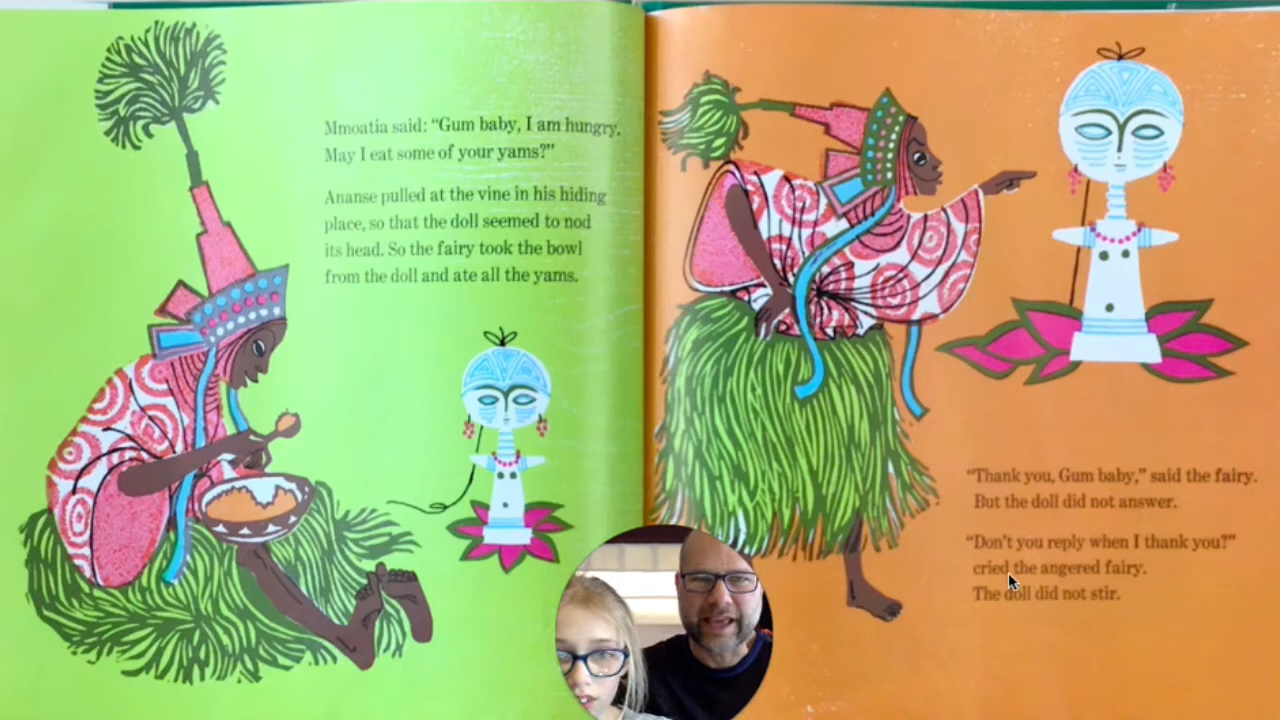 Mmoatia said: “Gum baby, I am hungry.
May I eat some of your yams?”
Ananse pulled at the vine in his hiding
place, so that the doll seemed to nod
its head. So the fairy took the bowl
from the doll and ate all the yams.
“Thank you, Gum baby,” said the fairy.
But the doll did not answer.
“Don’t you reply when I thank you?”
cried the angered fairy.
The doll did not stir.